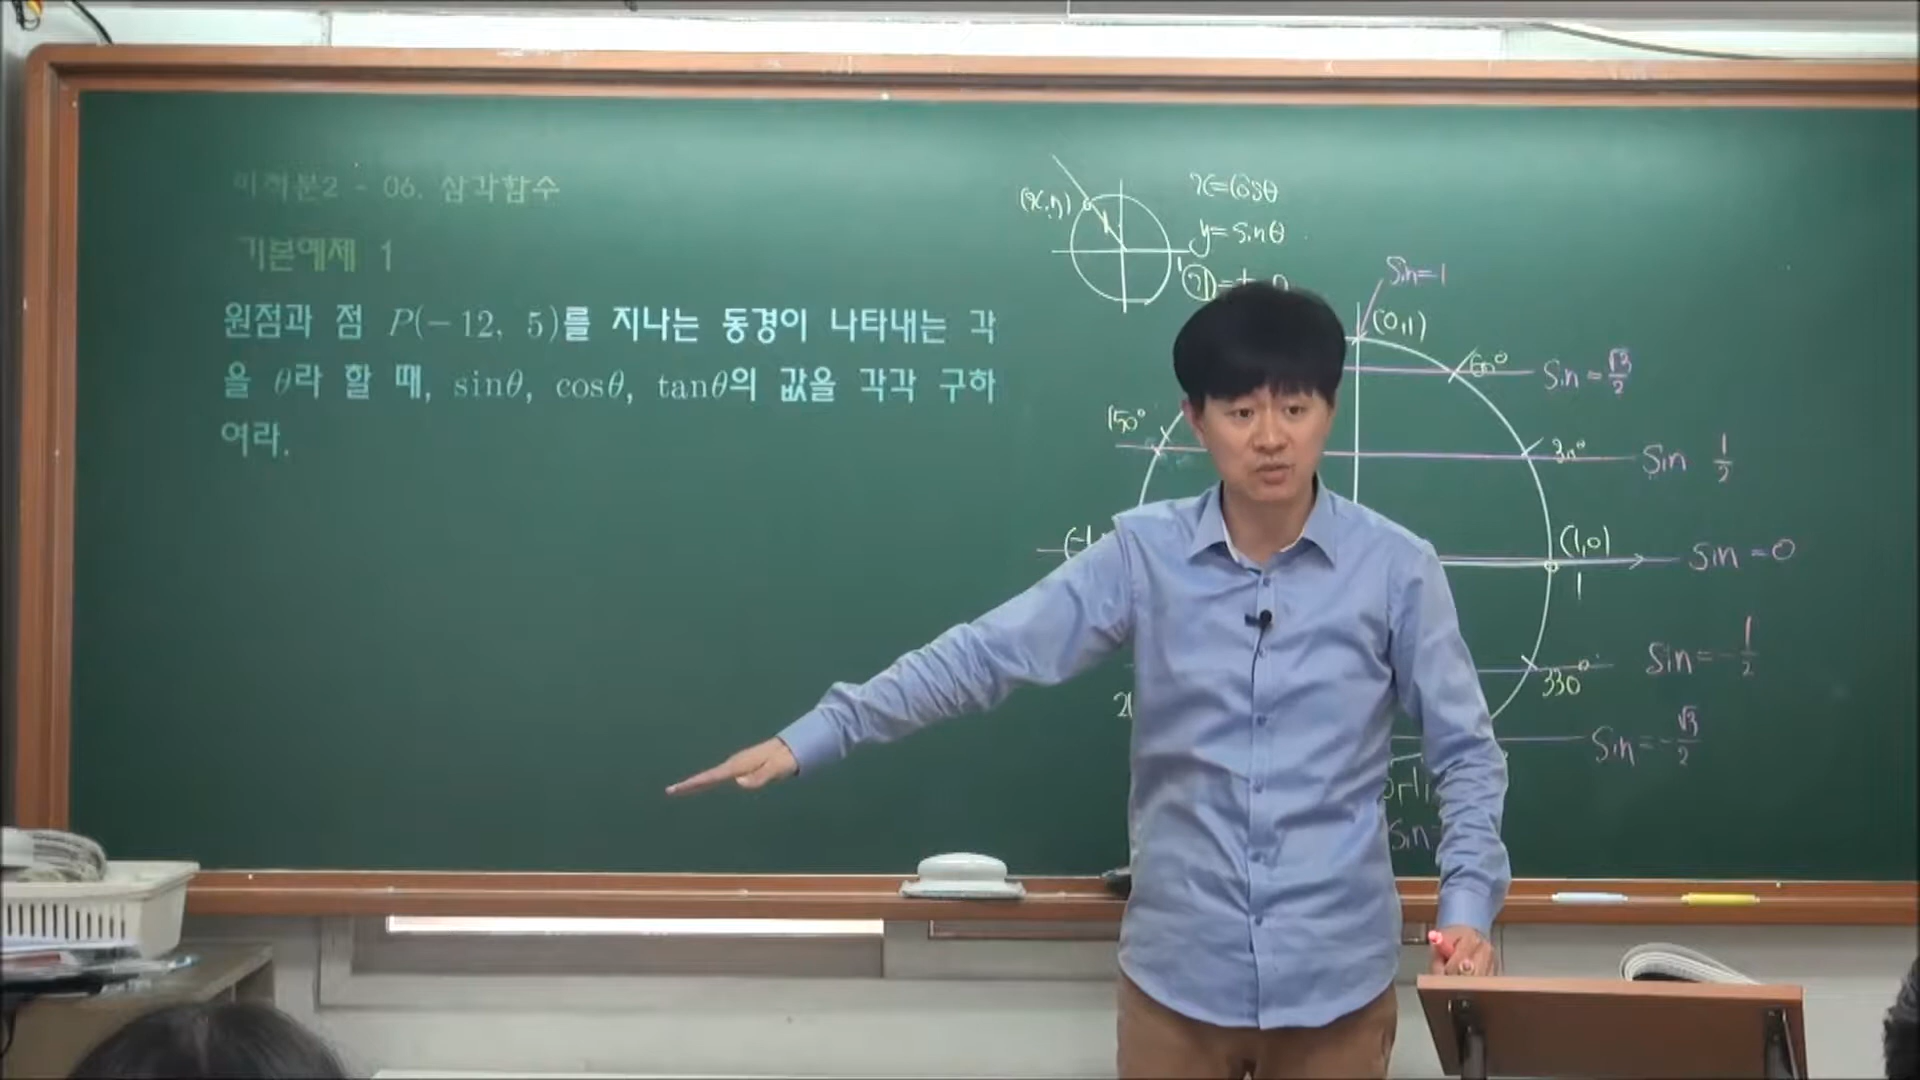 미적분2 - 06. 삼각함수
기본예제 1
원점과 점 P(−12, 5)를 지나는 동경이 나타내는 각
을 θ라 할 때, sinθ, cosθ, tanθ의 값을 각각 구하
여라.
(x,y)
x=cosθ
y=sinθ
1
sin=1
(0,1)
60°
sin=√3/2
150°
30°
sin 1/2
(-1
(1,0)
sin=0
1
sin=-1/2
330°
sin=-√3/2
sin=